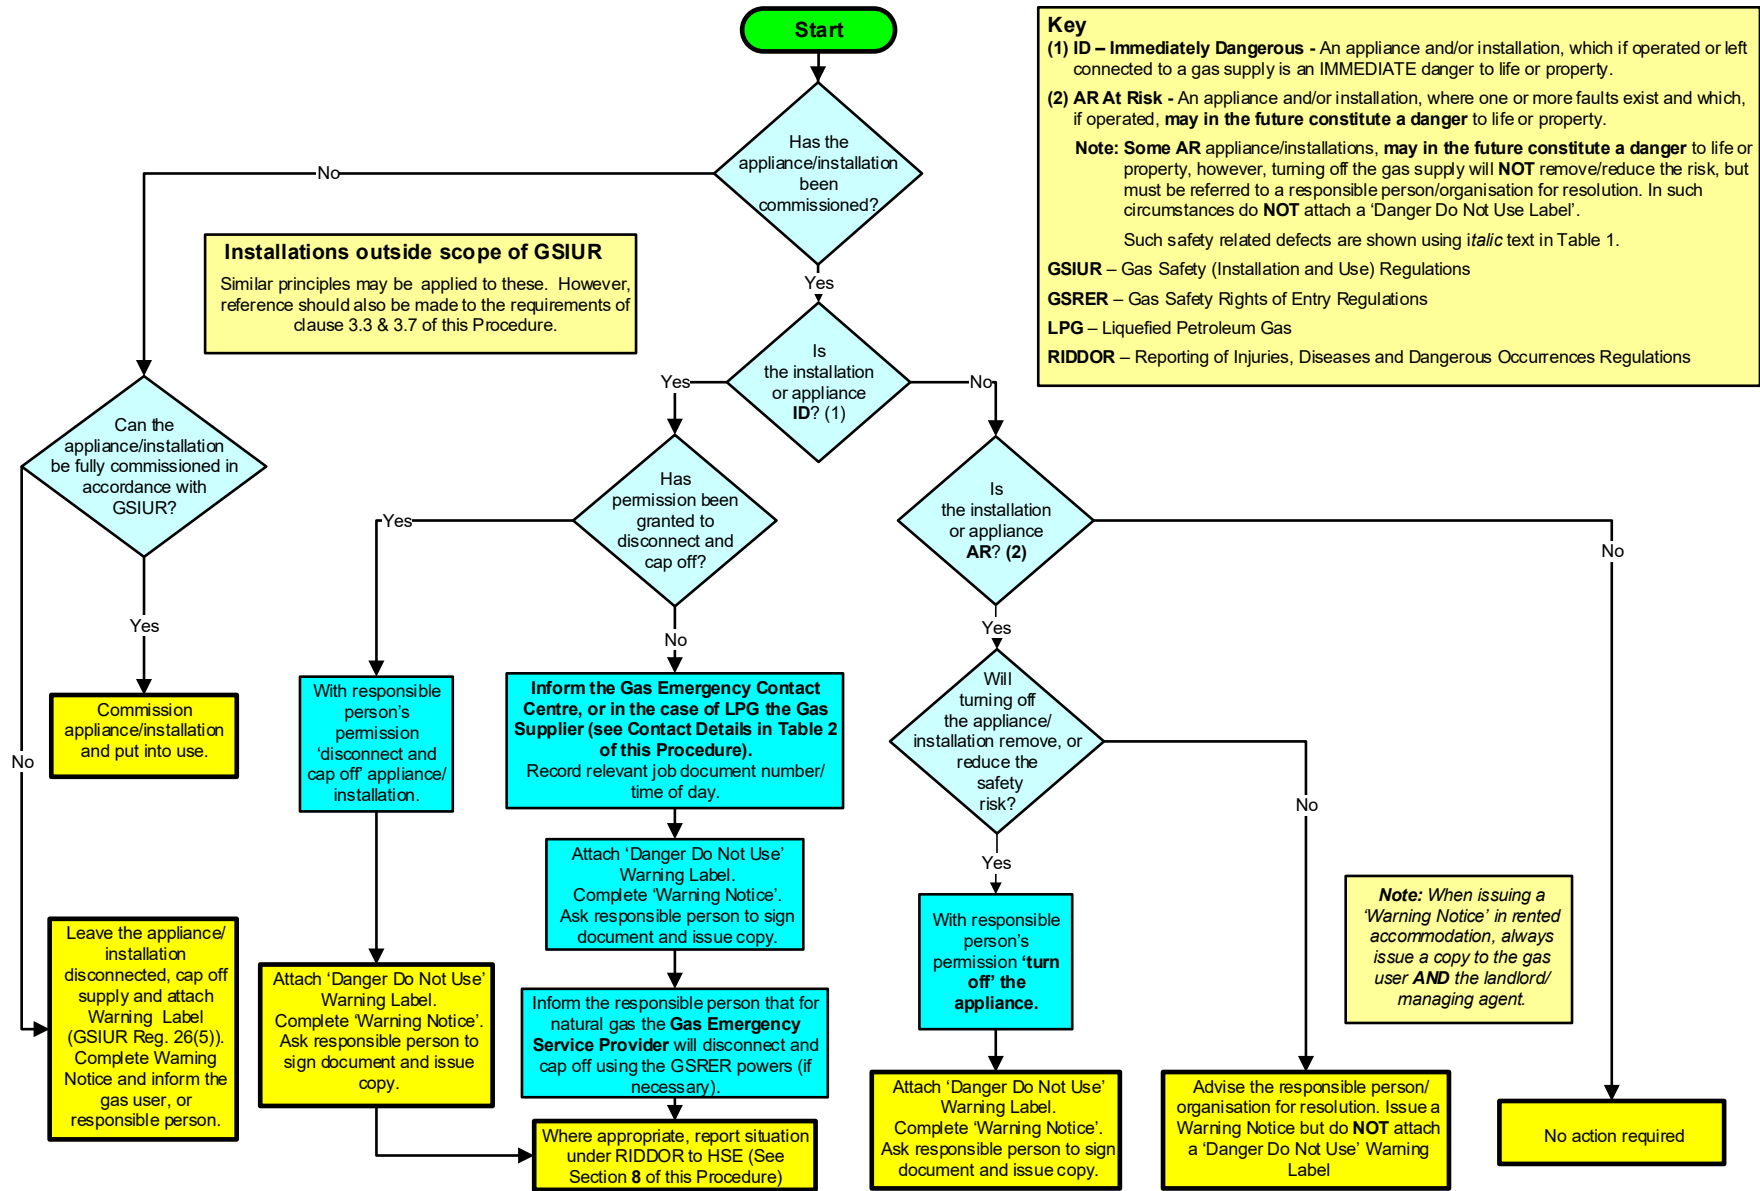 Start
Key
(1) ID – Immediately Dangerous - An appliance and/or installation, which if operated or left
connected to a gas supply is an IMMEDIATE danger to life or property.
(2) AR At Risk - An appliance and/or installation, where one or more faults exist and which,
if operated, may in the future constitute a danger to life or property.
Note: Some AR appliance/installations, may in the future constitute a danger to life or
property, however, turning off the gas supply will NOT remove/reduce the risk, but
must be referred to a responsible person/organisation for resolution. In such
circumstances do NOT attach a ‘Danger Do Not Use Label’.
Such safety related defects are shown using italic text in Table 1.
GSIUR – Gas Safety (Installation and Use) Regulations
GSRER – Gas Safety Rights of Entry Regulations
LPG – Liquefied Petroleum Gas
RIDDOR – Reporting of Injuries, Diseases and Dangerous Occurrences Regulations
Has the
appliance/installation
been
commissioned?
No
Yes
Installations outside scope of GSIUR
Similar principles may be applied to these. However,
reference should also be made to the requirements of
clause 3.3 & 3.7 of this Procedure.
Is
the installation
or appliance
ID? (1)
Yes
No
Can the
appliance/installation
be fully commissioned in
accordance with
GSIUR?
Yes
No
Has
permission been
granted to
disconnect and
cap off?
Yes
No
Is
the installation
or appliance
AR? (2)
Yes
No
Will
turning off
the appliance/
installation remove, or
reduce the
safety
risk?
Yes
No
Commission
appliance/installation
and put into use.
With responsible
person’s
permission
‘disconnect and
cap off’ appliance/
installation.
Inform the Gas Emergency Contact
Centre, or in the case of LPG the Gas
Supplier (see Contact Details in Table 2
of this Procedure).
Record relevant job document number/
time of day.
Attach ‘Danger Do Not Use’
Warning Label.
Complete ‘Warning Notice’.
Ask responsible person to sign
document and issue copy.
With responsible
person’s
permission ‘turn
off’ the
appliance.
Note: When issuing a
‘Warning Notice’ in rented
accommodation, always
issue a copy to the gas
user AND the landlord/
managing agent.
Leave the appliance/
installation
disconnected, cap off
supply and attach
Warning Label
(GSIUR Reg. 26(5)).
Complete Warning
Notice and inform the
gas user, or
responsible person.
Attach ‘Danger Do Not Use’
Warning Label.
Complete ‘Warning Notice’.
Ask responsible person to
sign document and issue
copy.
Inform the responsible person that for
natural gas the Gas Emergency
Service Provider will disconnect and
cap off using the GSRER powers (if
necessary).
Where appropriate, report situation
under RIDDOR to HSE (See
Section 8 of this Procedure)
Attach ‘Danger Do Not Use’
Warning Label.
Complete ‘Warning Notice’.
Ask responsible person to sign
document and issue copy.
Advise the responsible person/
organisation for resolution. Issue a
Warning Notice but do NOT attach
a ‘Danger Do Not Use’ Warning
Label
No action required